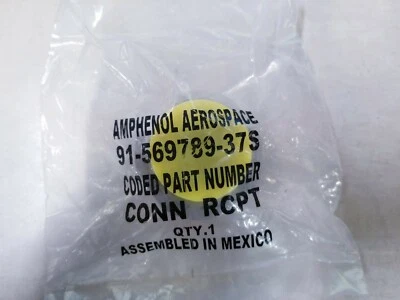 AMPHENOL AEROSPACE
91-569789-37S
CODED PART NUMBER
CONN RCPT
QTY.1
ASSEMBLED IN MEXICO